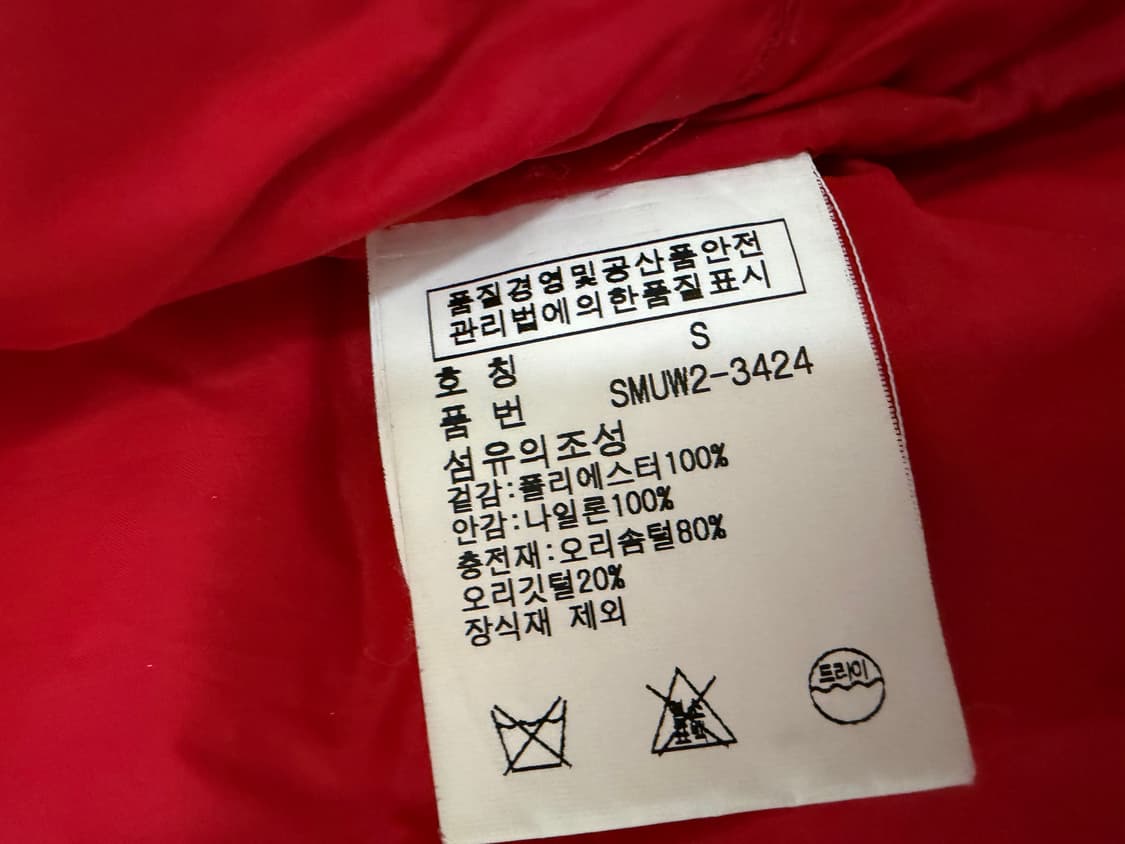 품질경영및공산품안전
관리법에의한품질표시
호 칭 S
품 번 SMUW2-3424
섬유의조성
겉감:폴리에스터100%
안감:나일론100%
충전재:오리솜털80%
오리깃털20%
장식재 제외
드라이